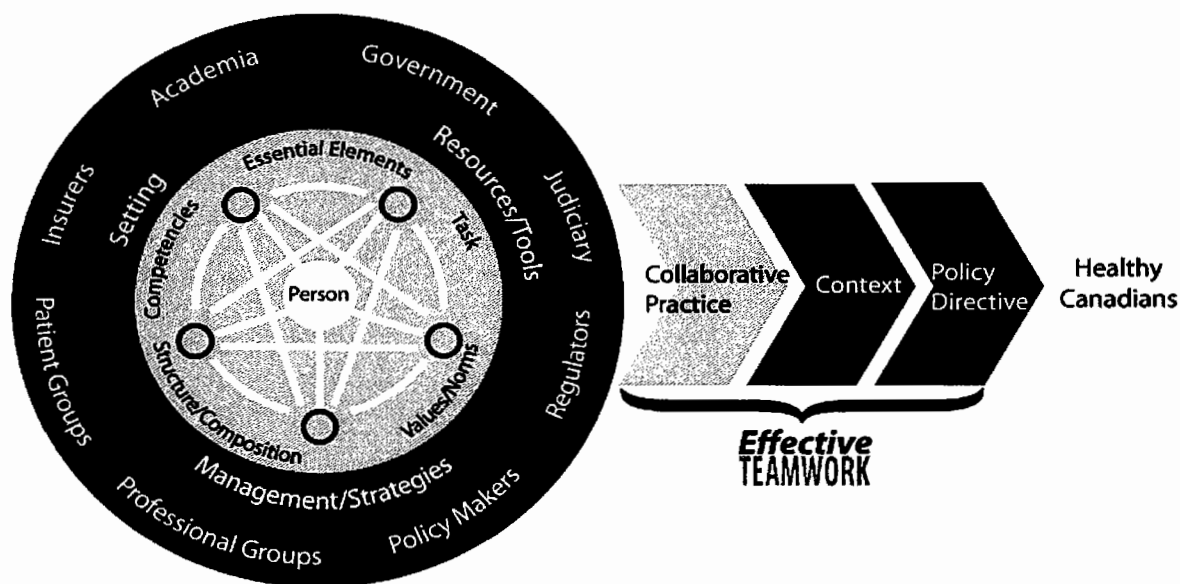 Academia
Government
Insurers
Judiciary
Patient Groups
Regulators
Professional Groups
Policy Makers
Setting
Resources/Tools
Management/Strategies
Essential Elements
Competencies
Task
Structure/Composition
Values/Norms
Person
Collaborative
Practice
Context
Policy
Directive
Healthy
Canadians
Effective
TEAMWORK